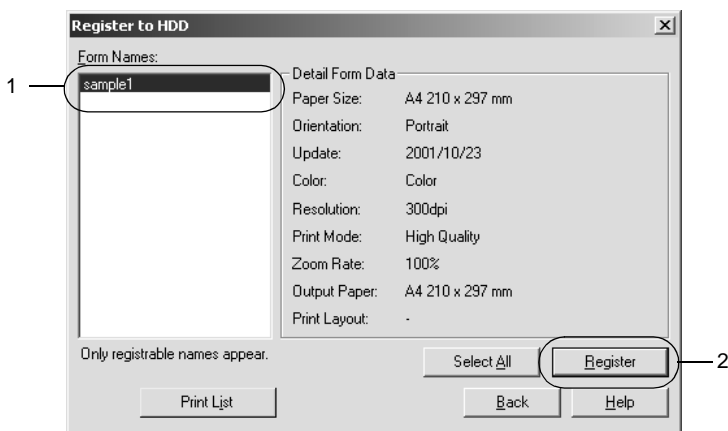 Register to HDD
Form Names:
1
sample1
Detail Form Data
Paper Size: A4 210 x 297 mm
Orientation: Portrait
Update: 2001/10/23
Color: Color
Resolution: 300dpi
Print Mode: High Quality
Zoom Rate: 100%
Output Paper: A4 210 x 297 mm
Print Layout: -
Only registrable names appear.
Select All
Register
2
Print List
Back
Help